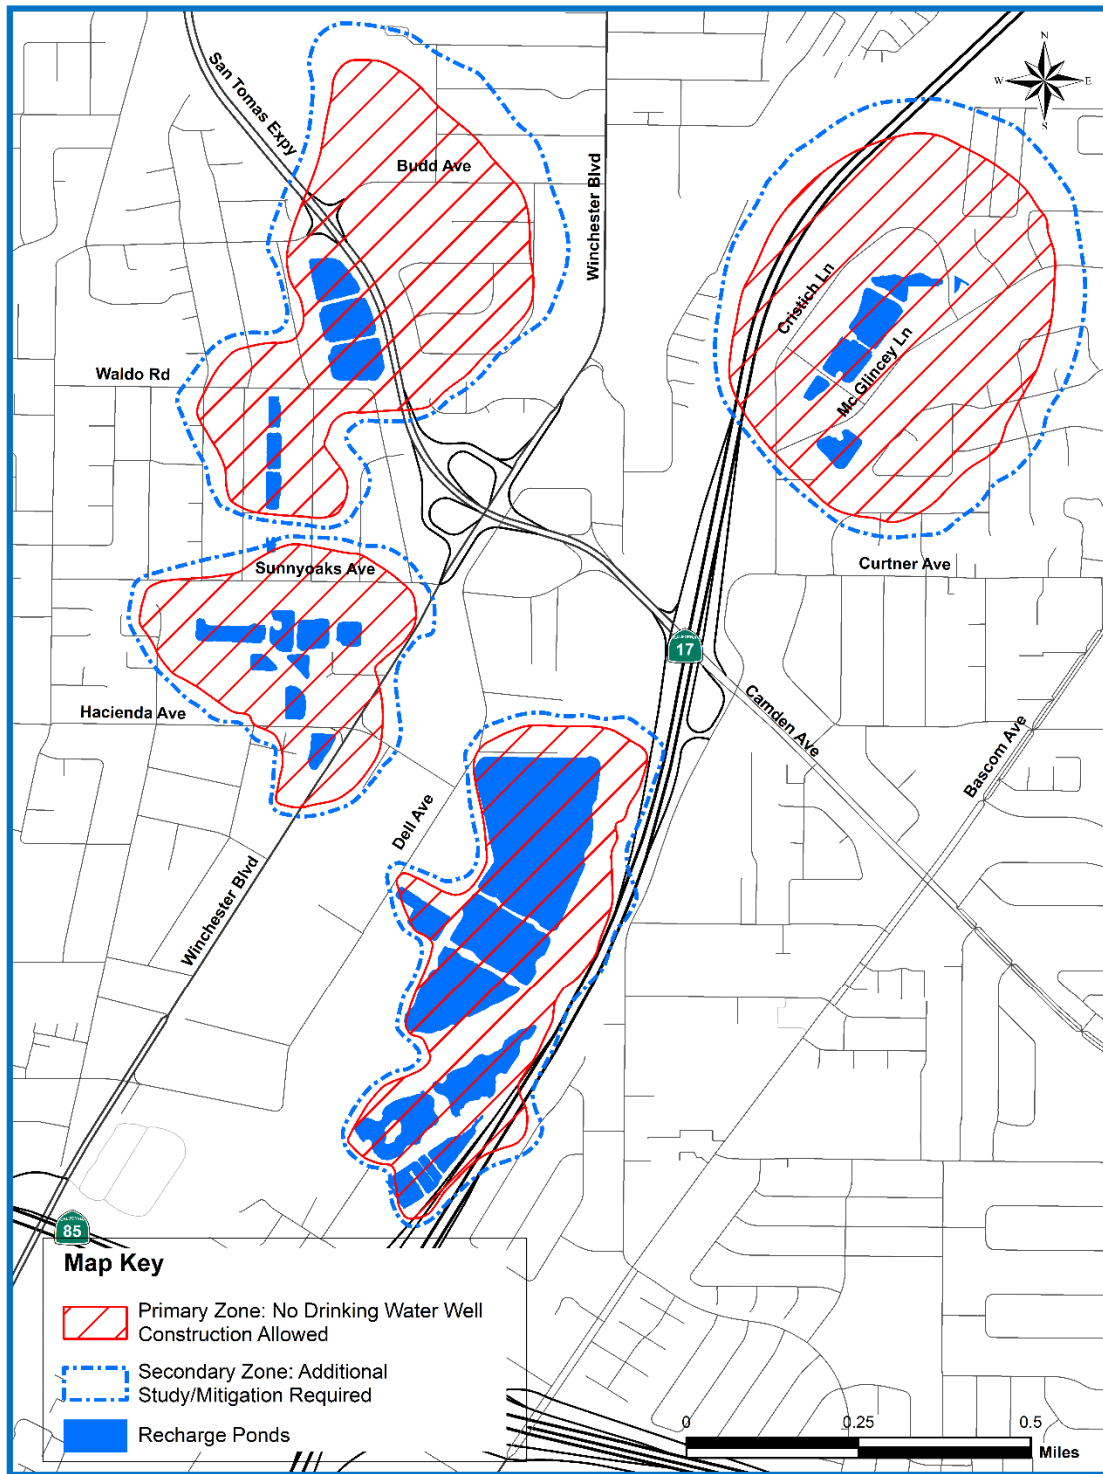 N
W
E
S
San Tomas Expy
Budd Ave
Winchester Blvd
Cristich Ln
Mc Glincey Ln
Waldo Rd
Sunnyoaks Ave
Curtner Ave
17
Hacienda Ave
Camden Ave
Bascom Ave
Dell Ave
Winchester Blvd
85
Map Key
Primary Zone: No Drinking Water Well
Construction Allowed
Secondary Zone: Additional
Study/Mitigation Required
Recharge Ponds
0
0.25
0.5
Miles